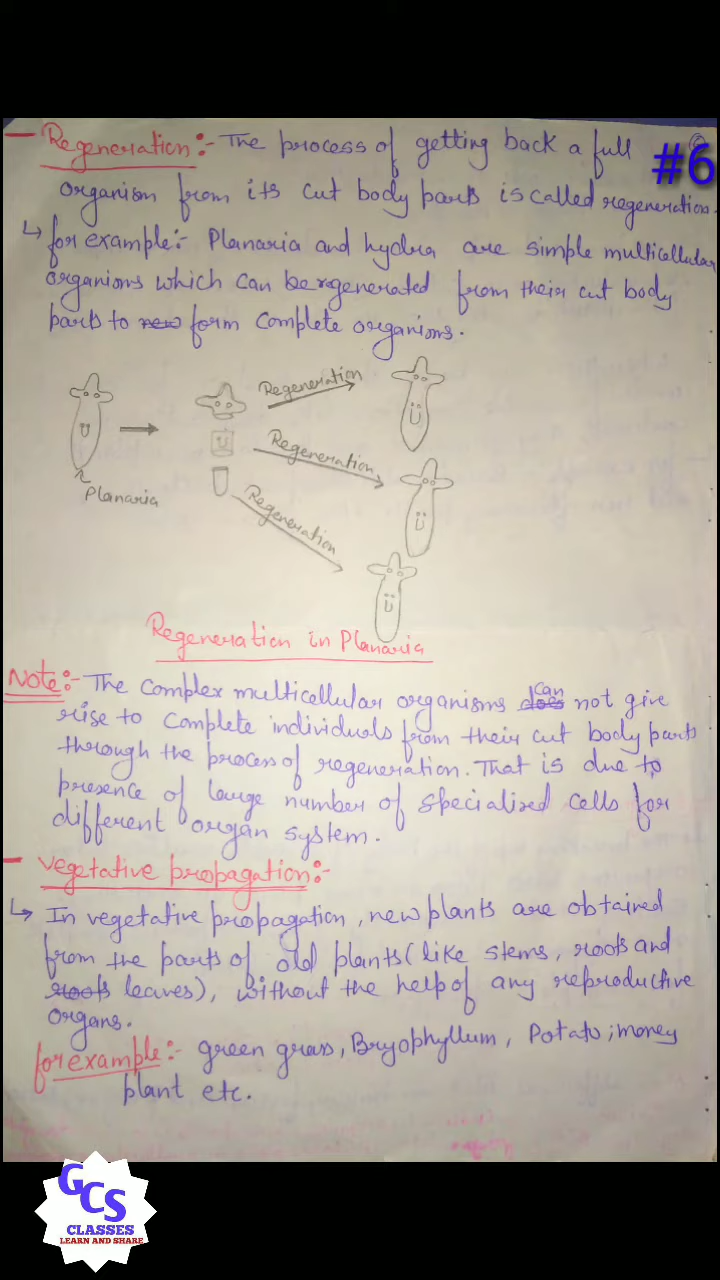 — Regeneration:- The process of getting back a full
#6
organism from its cut body parts is called regeneration.
↳ for example:- Planaria and hydra are simple multicellular
organioms which can be rgenerated from their cut body
parts to new form complete organioms.
Regeneration
Regeneration
Planaria
Regeneration
Regeneration in Planaria
Note:- The complex multicellular organisms does can not give
rise to complete individuals from their cut body parts
through the process of regeneration. That is due to
presence of large number of specialized cells for
different organ system.
— vegetative propagation:-
↳ In vegetative propagation, new plants are obtained
from the parts of old plants (like stems, roots and
roots leaves), without the help of any reproductive
organs.
for example:- green grass, Bryophyllum, Potato, money
plant etc.
GCS
CLASSES
LEARN AND SHARE